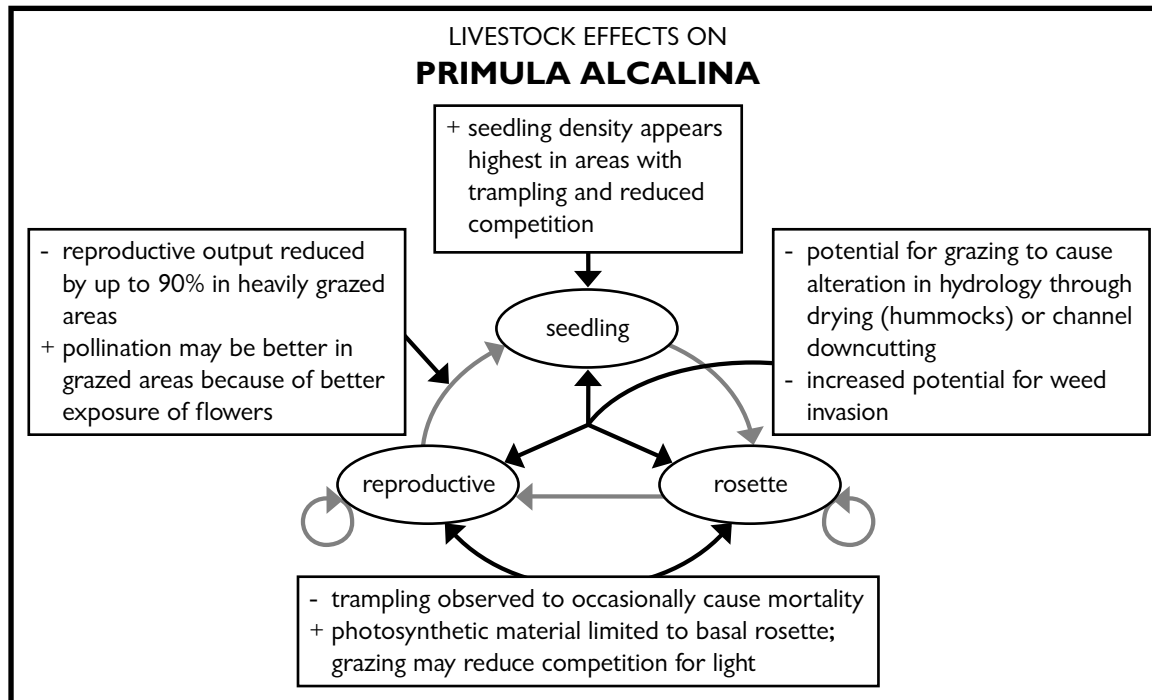 LIVESTOCK EFFECTS ON
PRIMULA ALCALINA
+ seedling density appears
highest in areas with
trampling and reduced
competition
- reproductive output reduced
by up to 90% in heavily grazed
areas
+ pollination may be better in
grazed areas because of better
exposure of flowers
- potential for grazing to cause
alteration in hydrology through
drying (hummocks) or channel
downcutting
- increased potential for weed
invasion
seedling
reproductive
rosette
- trampling observed to occasionally cause mortality
+ photosynthetic material limited to basal rosette;
grazing may reduce competition for light